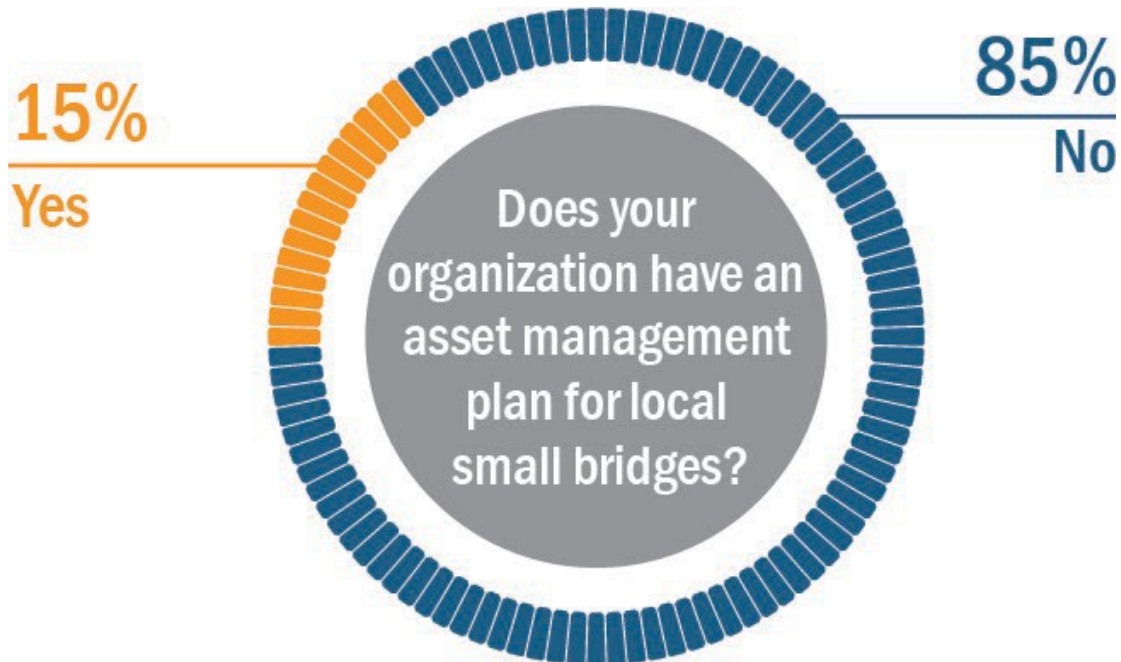 15%
Yes
85%
No
Does your
organization have an
asset management
plan for local
small bridges?